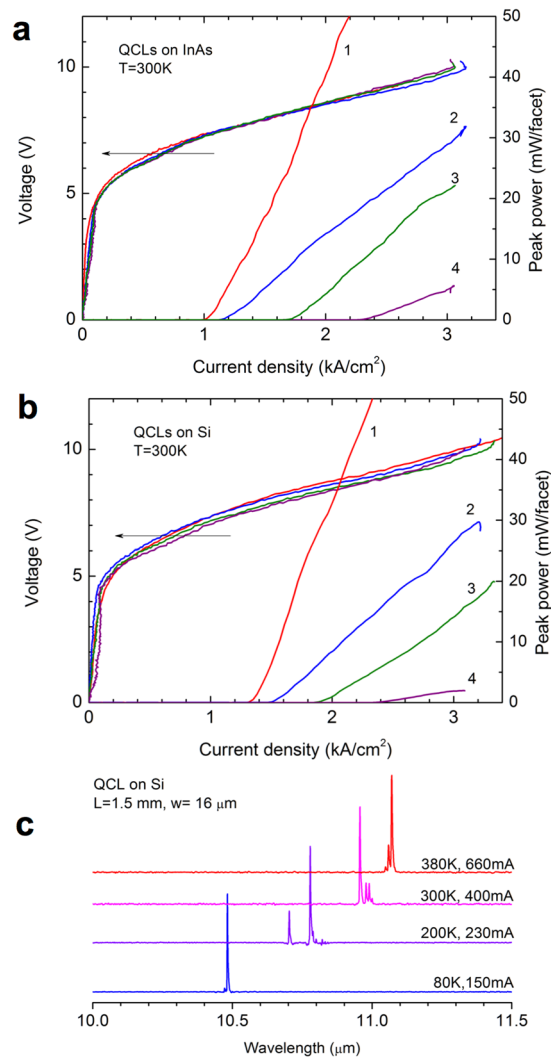 a
QCLs on InAs
T=300K
1
2
3
4
Voltage (V)
10
5
0
0 1 2 3
Current density (kA/cm²)
50
40
30
20
10
0
Peak power (mW/facet)
b
QCLs on Si
T=300K
1
2
3
4
Voltage (V)
10
5
0
0 1 2 3
Current density (kA/cm²)
50
40
30
20
10
0
Peak power (mW/facet)
QCL on Si
L=1.5 mm, w= 16 μm
c
380K, 660mA
300K, 400mA
200K, 230mA
80K,150mA
10.0 10.5 11.0 11.5
Wavelength (μm)